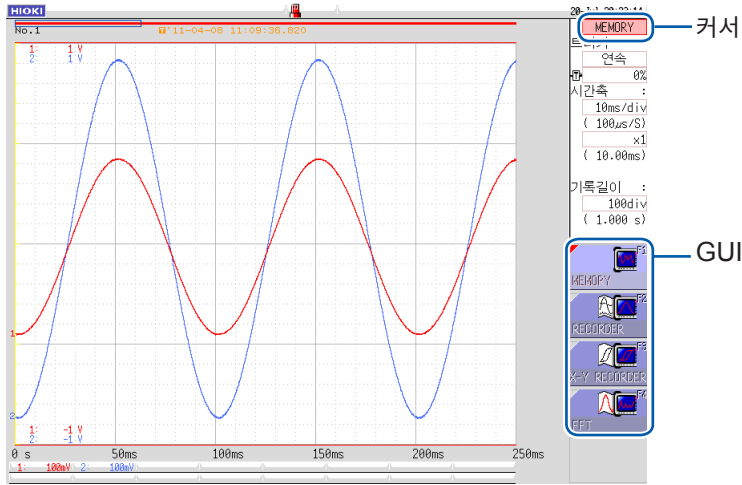 HIOKI
No.1
'11-04-08 11:09:36.820
1: 1 V
2: 1 V
MEMORY
커서
연속
0%
시간축 :
10ms/div
( 100µs/S)
x1
( 10.00ms)
기록길이 :
100div
( 1.000 s)
GUI
F1
MEMORY
F2
RECORDER
F3
X-Y RECORDER
F4
FFT
1
2
1: -1 V
2: -1 V
0 s 50ms 100ms 150ms 200ms 250ms
1: 100mV 2: 100mV